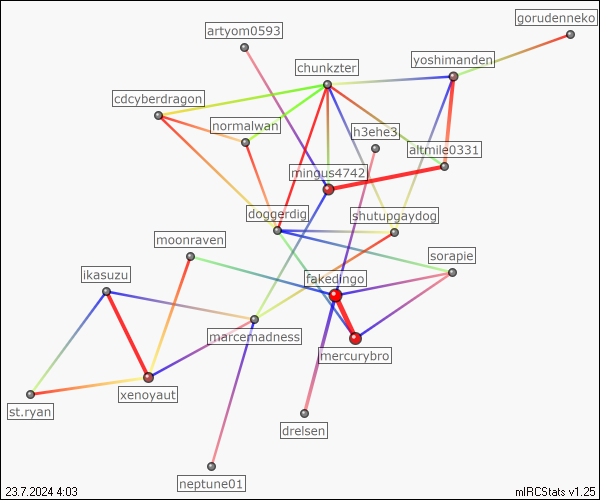 gorudenneko
artyom0593
yoshimanden
chunkzter
cdcyberdragon
normalwan
h3ehe3
altmile0331
mingus4742
doggerdig
shutupgaydog
moonraven
sorapie
ikasuzu
fakedingo
marcemadness
mercurybro
xenoyaut
st.ryan
drelsen
neptune01
23.7.2024 4:03
mIRCStats v1.25